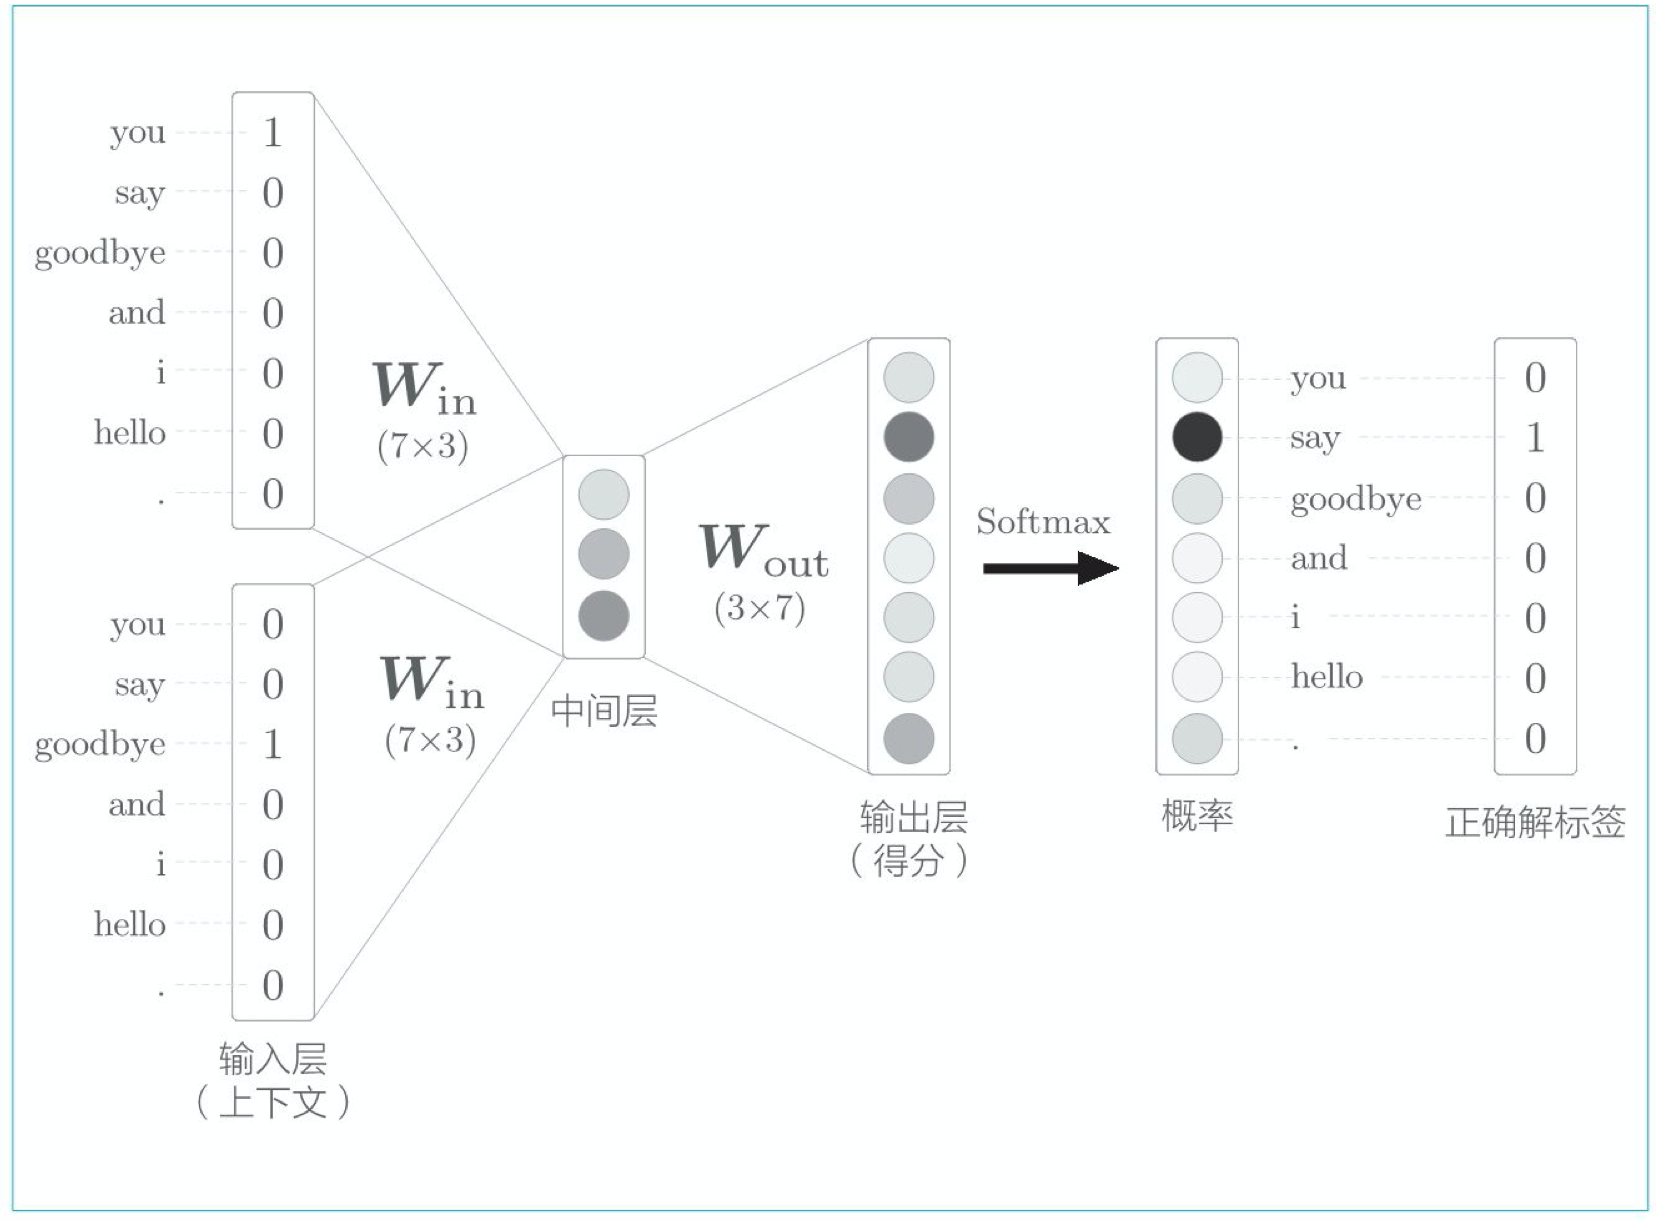 you 1
say 0
goodbye 0
and 0
i 0
hello 0
. 0
W in
(7×3)
you 0
say 0
goodbye 1
and 0
i 0
hello 0
. 0
W in
(7×3)
输入层
（上下文）
中间层
W out
(3×7)
输出层
（得分）
Softmax
概率
you 0
say 1
goodbye 0
and 0
i 0
hello 0
. 0
正确解标签